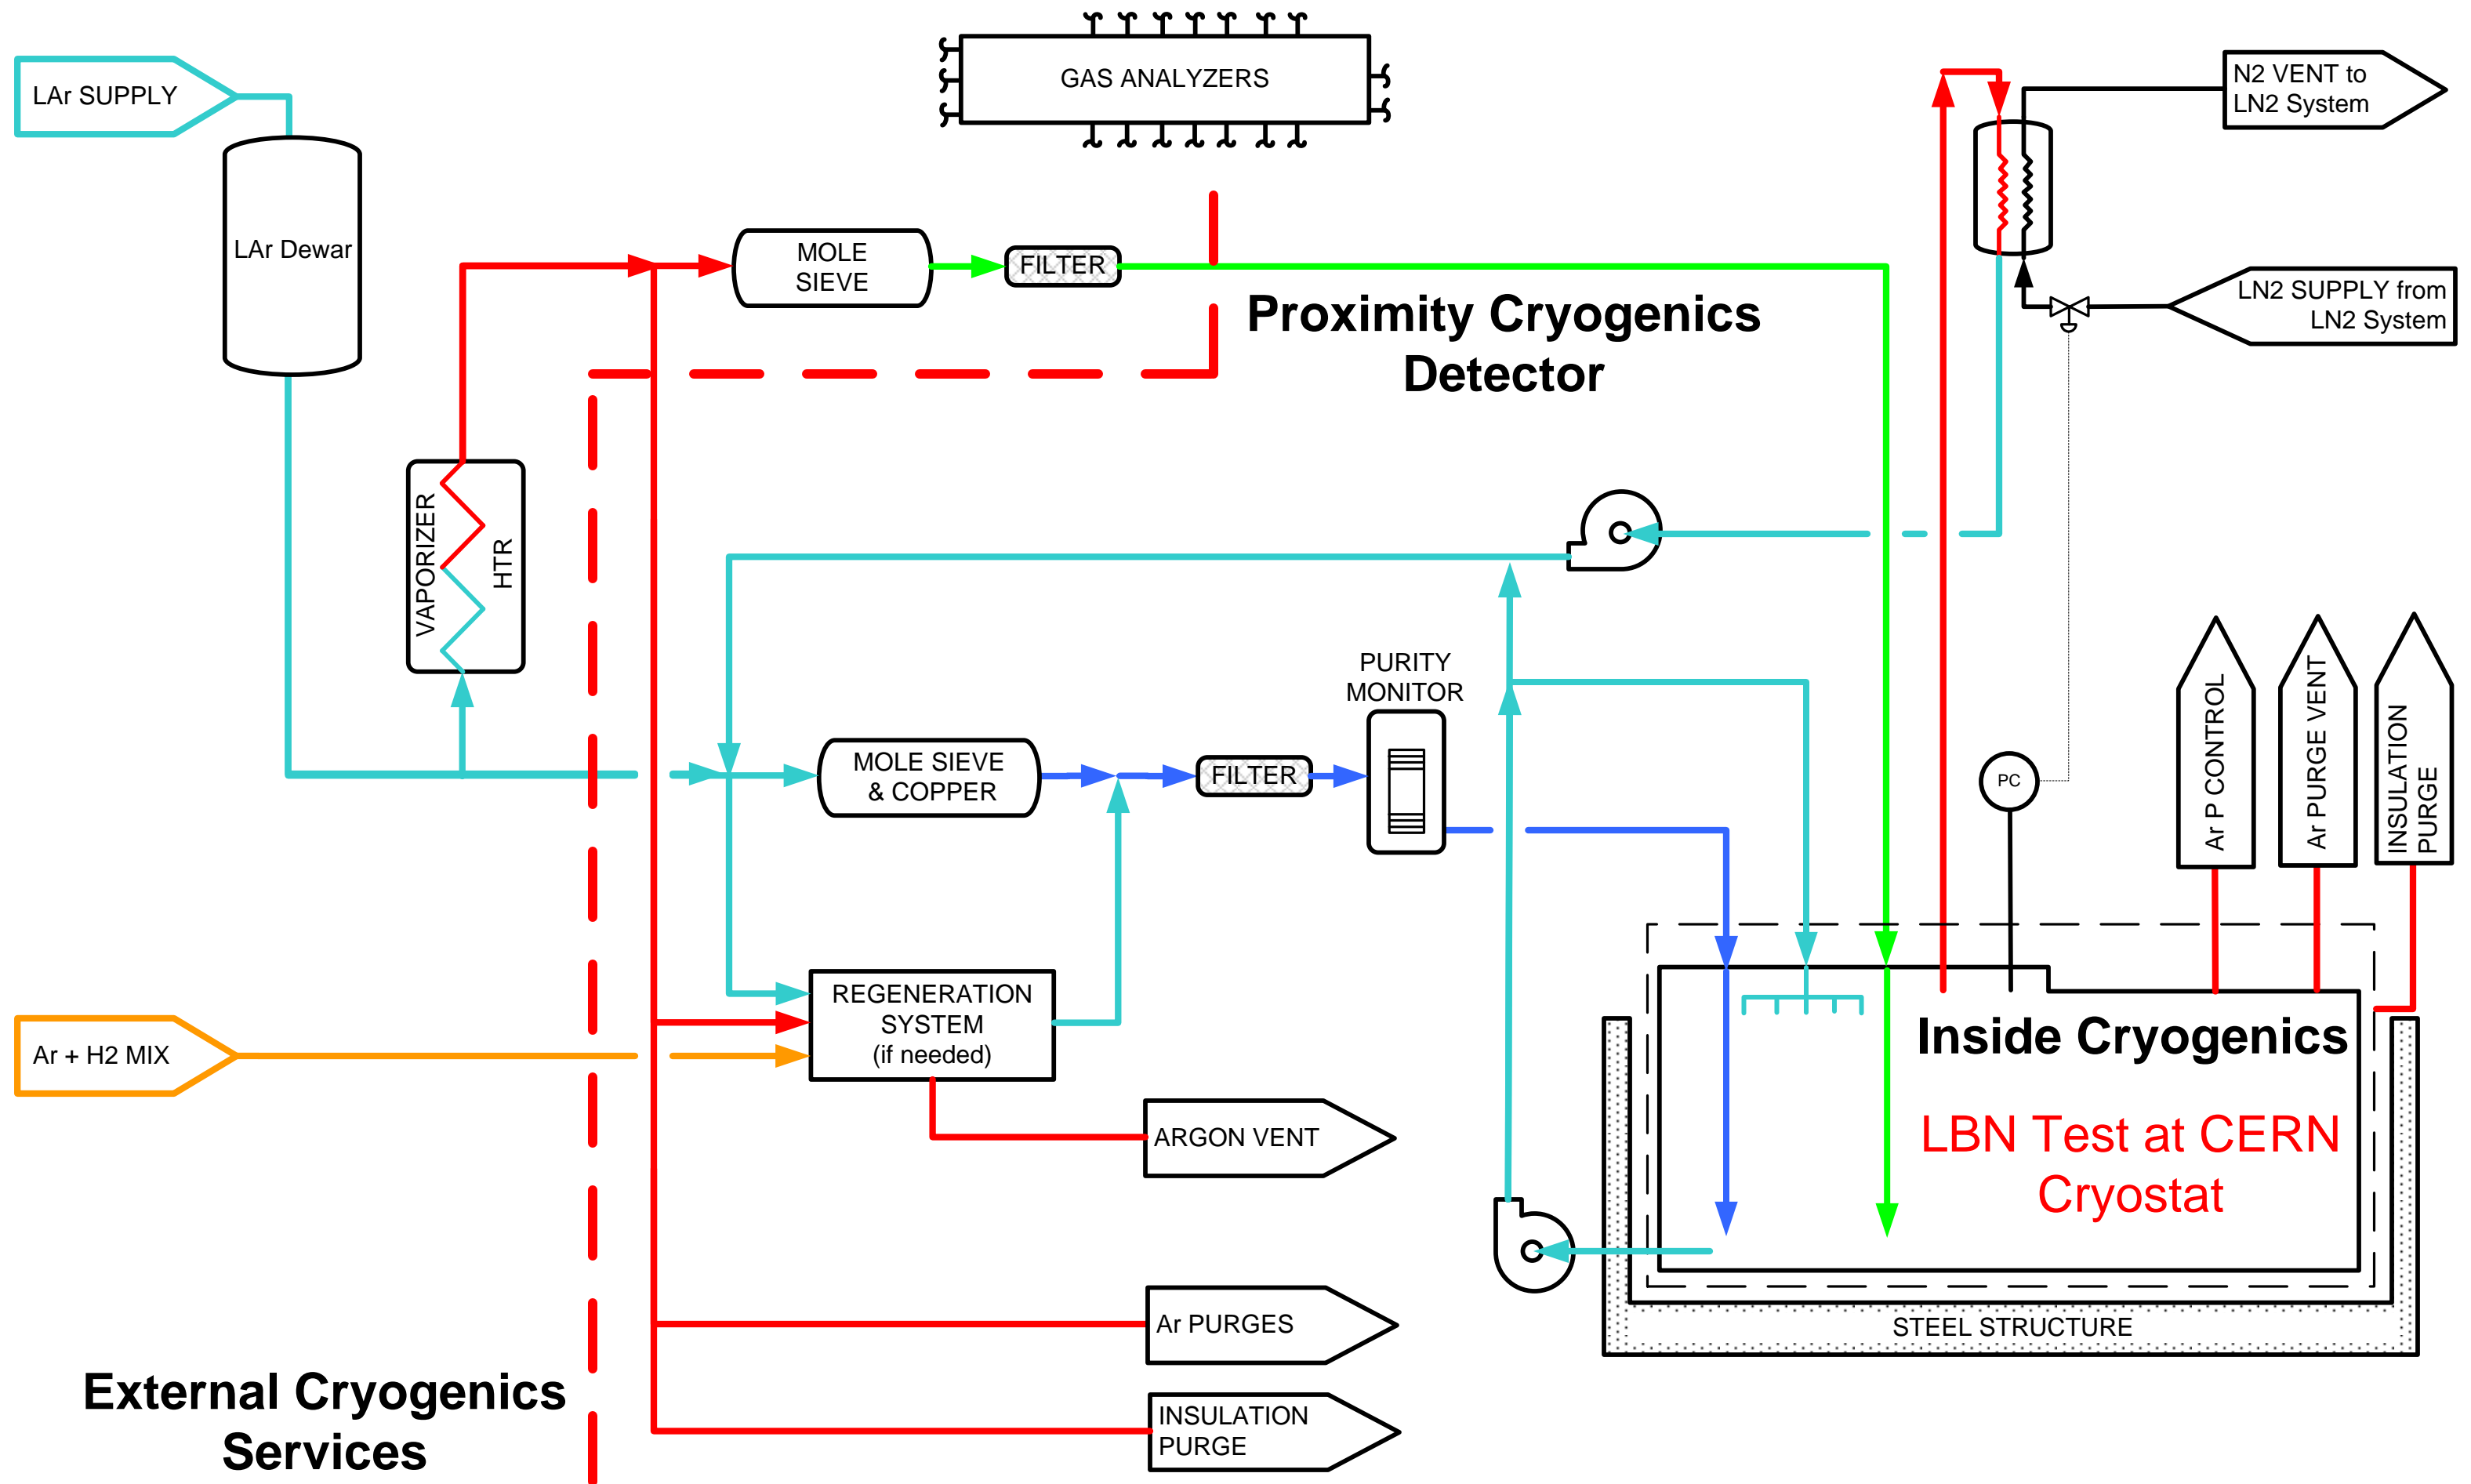 GAS ANALYZERS
LAr SUPPLY
N2 VENT to
LN2 System
LAr Dewar
MOLE
SIEVE
FILTER
LN2 SUPPLY from
LN2 System
Proximity Cryogenics
Detector
VAPORIZER
HTR
PURITY
MONITOR
Ar P CONTROL
Ar PURGE VENT
INSULATION
PURGE
MOLE SIEVE
& COPPER
FILTER
PC
REGENERATION
SYSTEM
(if needed)
Ar + H2 MIX
Inside Cryogenics
LBN Test at CERN
Cryostat
ARGON VENT
Ar PURGES
STEEL STRUCTURE
External Cryogenics
Services
INSULATION
PURGE